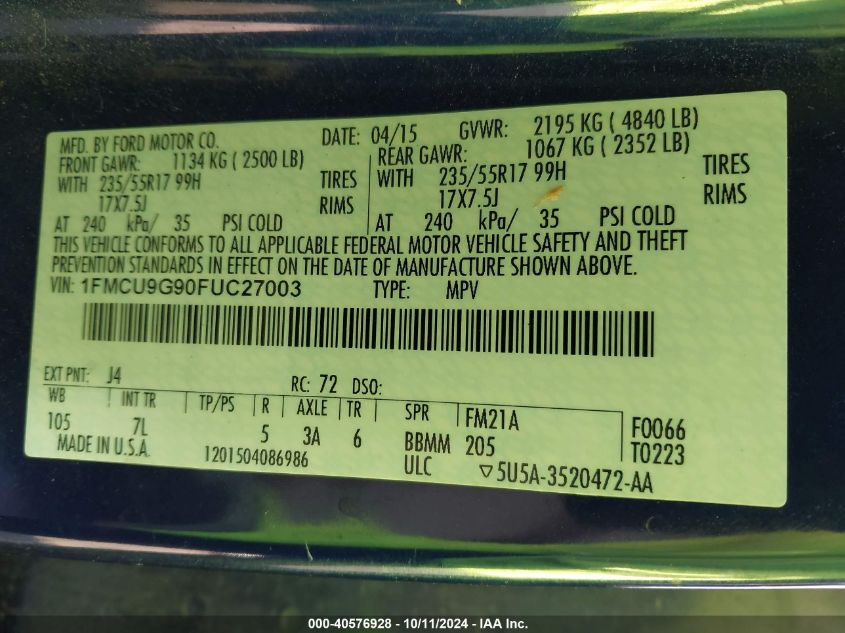 MFD. BY FORD MOTOR CO. DATE: 04/15 GVWR: 2195 KG ( 4840 LB)
FRONT GAWR: 1134 KG ( 2500 LB) REAR GAWR: 1067 KG ( 2352 LB)
WITH 235/55R17 99H TIRES WITH 235/55R17 99H TIRES
17X7.5J RIMS 17X7.5J RIMS
AT 240 kPa/ 35 PSI COLD AT 240 kPa/ 35 PSI COLD
THIS VEHICLE CONFORMS TO ALL APPLICABLE FEDERAL MOTOR VEHICLE SAFETY AND THEFT
PREVENTION STANDARDS IN EFFECT ON THE DATE OF MANUFACTURE SHOWN ABOVE.
VIN: 1FMCU9G90FUC27003 TYPE: MPV
EXT PNT: J4 RC: 72 DSO:
WB INT TR TP/PS R AXLE TR SPR FM21A F0066
105 7L 5 3A 6 BBMM 205 T0223
MADE IN U.S.A. 1201504086986 ULC ▽5U5A-3520472-AA
000-40576928 - 10/11/2024 - IAA Inc.